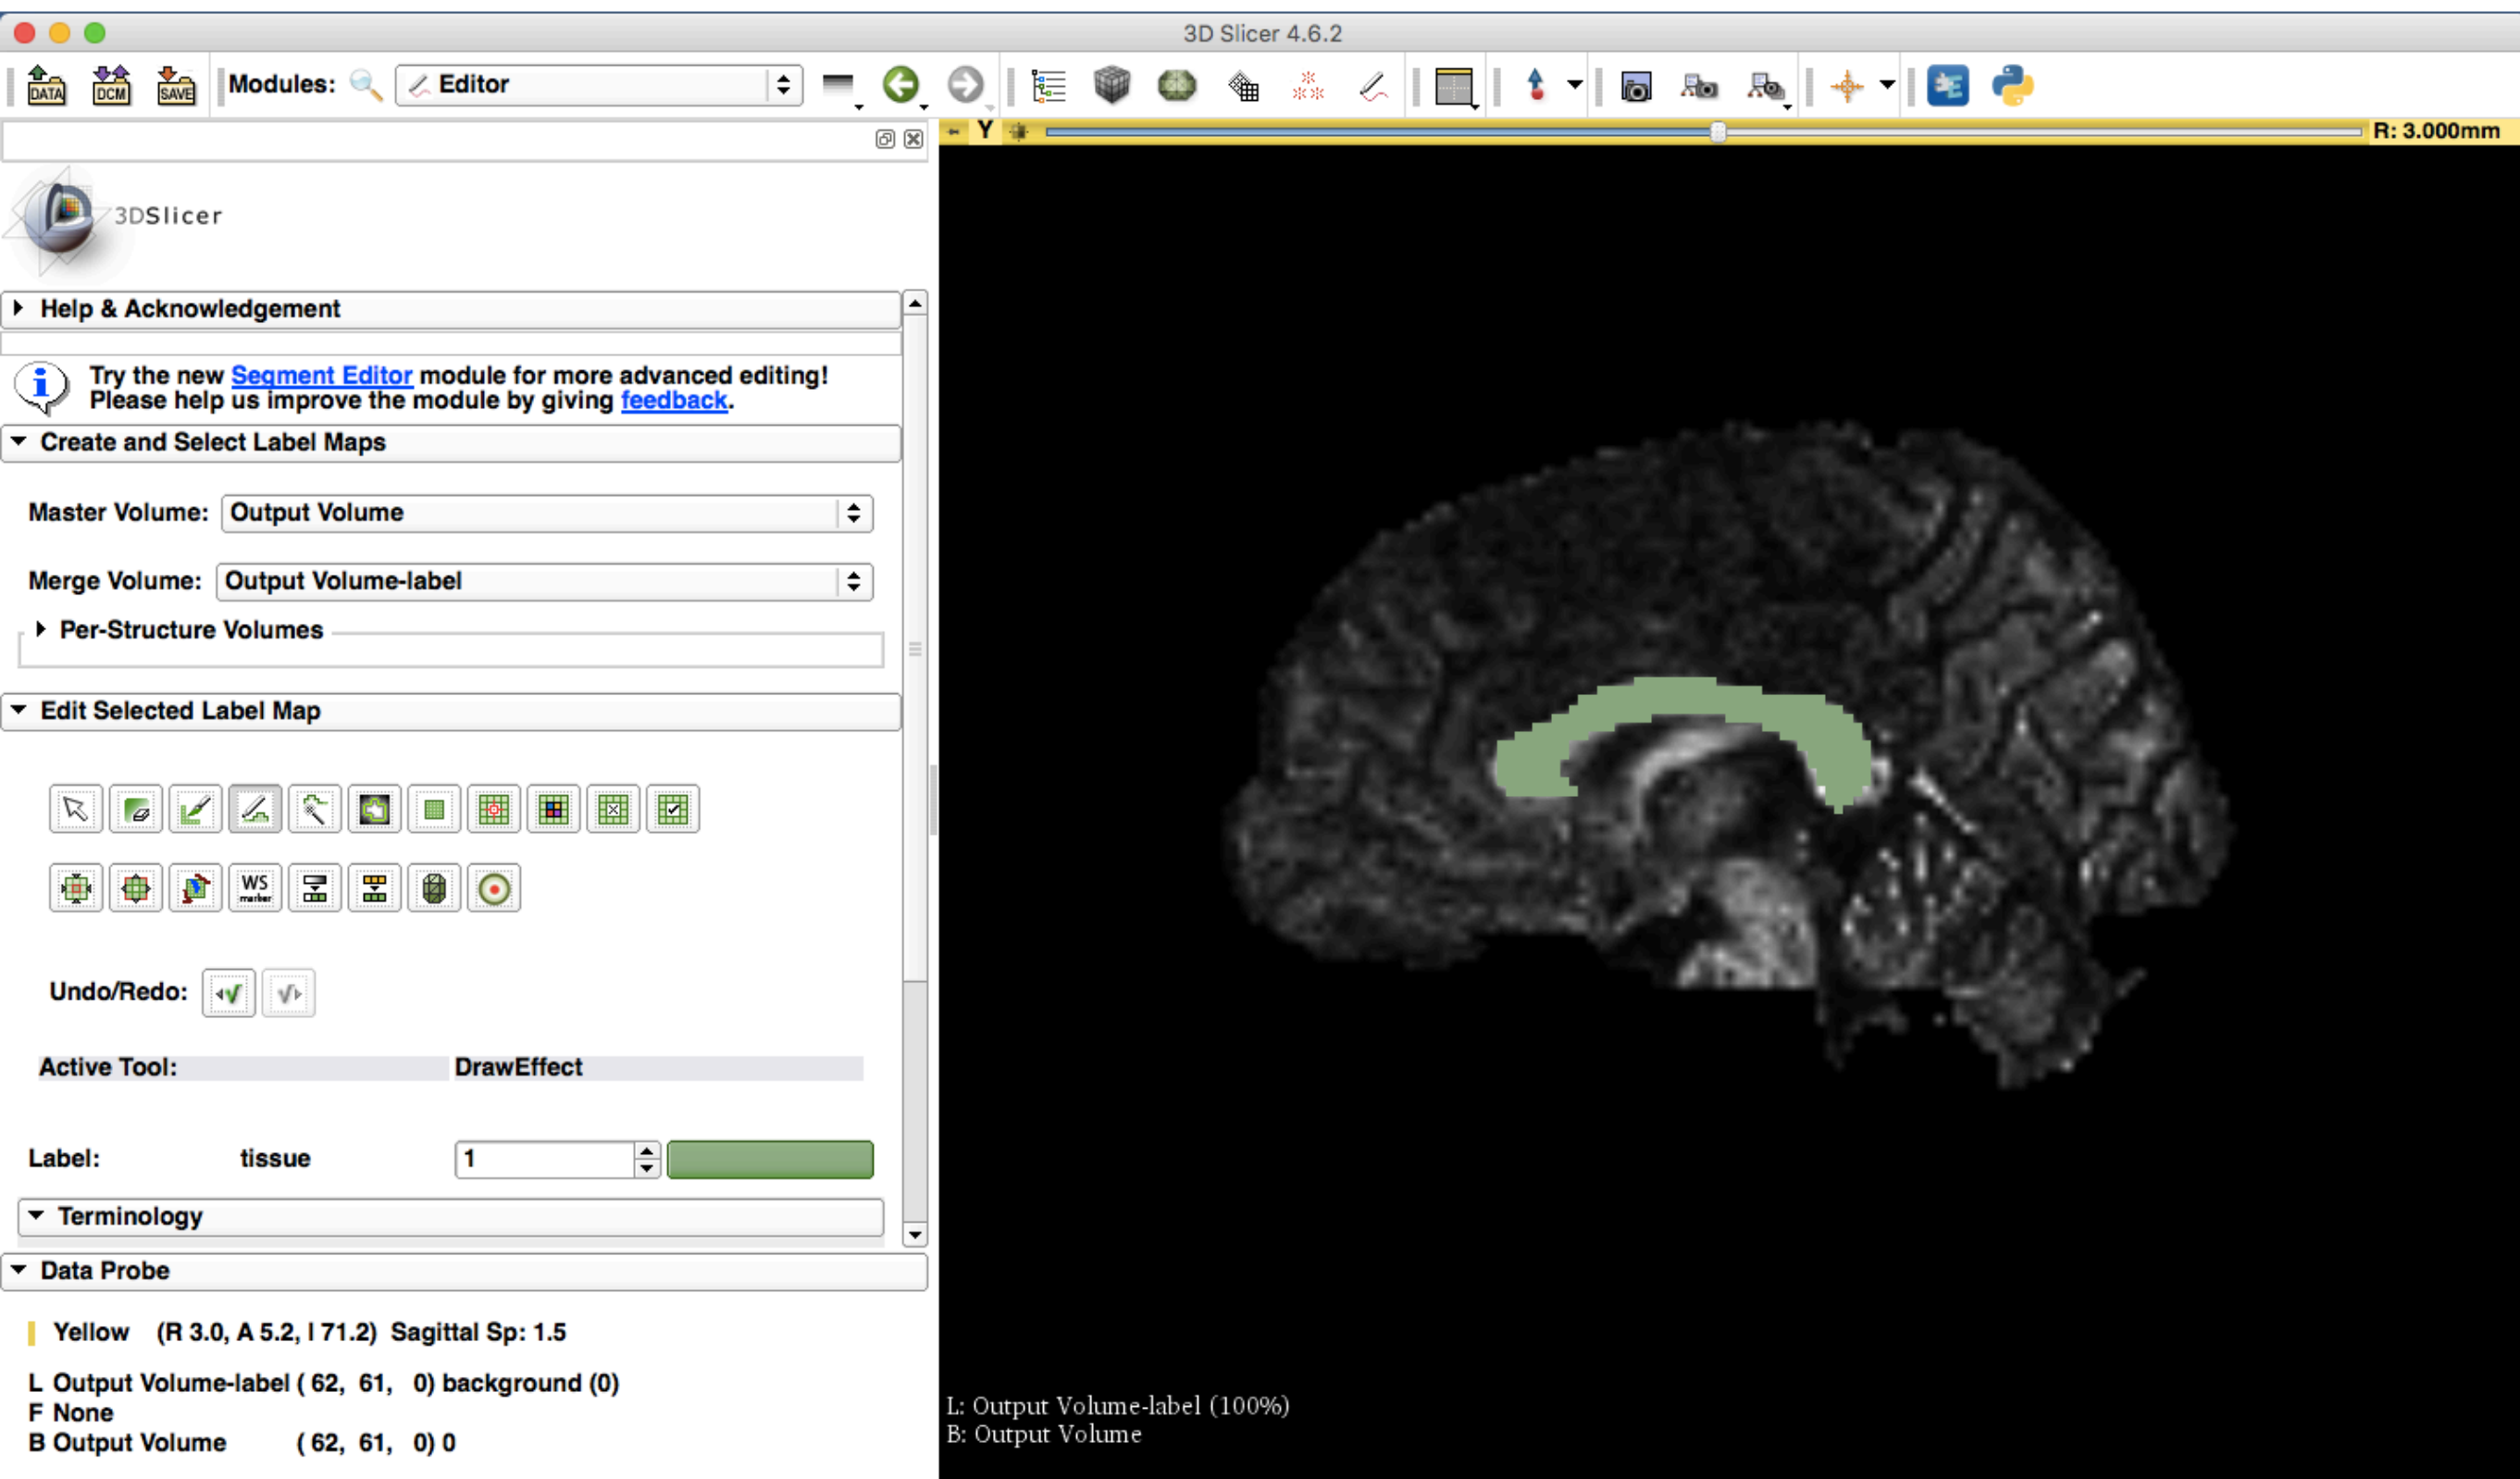 3D Slicer 4.6.2
DATA DCM SAVE Modules: Editor
Y R: 3.000mm
3DSlicer
Help & Acknowledgement
Try the new Segment Editor module for more advanced editing!
Please help us improve the module by giving feedback.
Create and Select Label Maps
Master Volume: Output Volume
Merge Volume: Output Volume-label
Per-Structure Volumes
Edit Selected Label Map
WS
marker
Undo/Redo:
Active Tool: DrawEffect
Label: tissue 1
Terminology
Data Probe
Yellow (R 3.0, A 5.2, I 71.2) Sagittal Sp: 1.5
L Output Volume-label ( 62, 61, 0) background (0)
F None
B Output Volume ( 62, 61, 0) 0
L: Output Volume-label (100%)
B: Output Volume